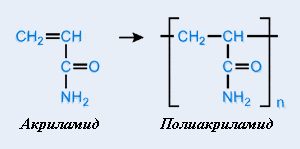 CH₂=CH → CH₂—CH
C=O C=O
NH₂ NH₂ n
Акриламид Полиакриламид